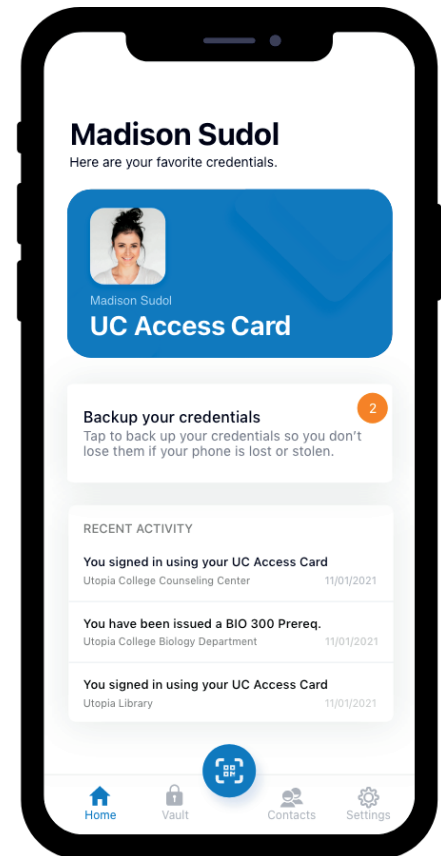 Madison Sudol
Here are your favorite credentials.
Madison Sudol
UC Access Card
Backup your credentials
2
Tap to back up your credentials so you don't
lose them if your phone is lost or stolen.
RECENT ACTIVITY
You signed in using your UC Access Card
Utopia College Counseling Center 11/01/2021
You have been issued a BIO 300 Prereq.
Utopia College Biology Department 11/01/2021
You signed in using your UC Access Card
Utopia Library 11/01/2021
Home Vault Contacts Settings